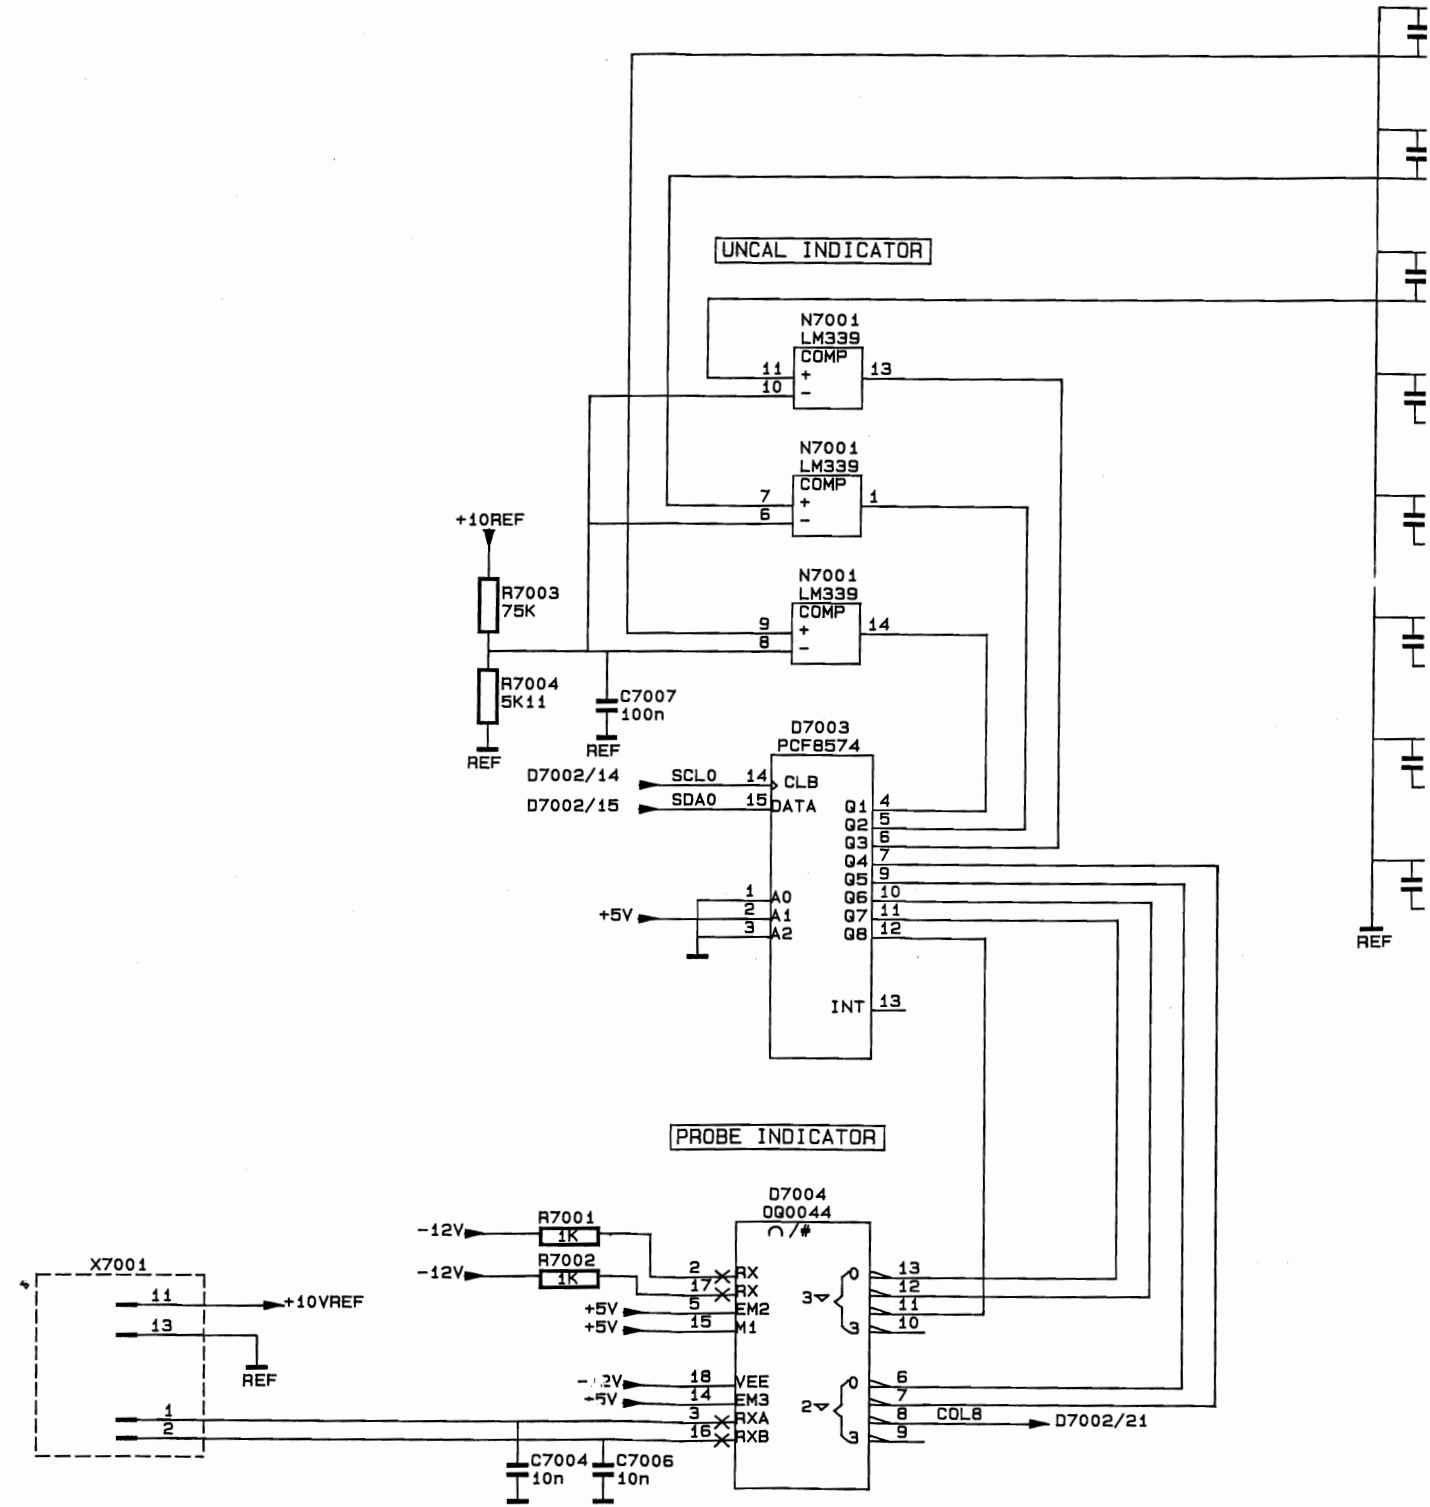 UNCAL INDICATOR
N7001
LM339
COMP
11
+
13
10
-
N7001
LM339
COMP
7
+
1
6
-
+10REF
R7003
75K
N7001
LM339
COMP
9
+
14
8
-
R7004
5K11
C7007
100n
REF
REF
D7003
PCF8574
D7002/14
SCL0
14
CLB
D7002/15
SDA0
15
DATA
Q1
4
Q2
5
Q3
6
Q4
7
Q5
9
Q6
10
Q7
11
Q8
12
1
A0
+5V
2
A1
3
A2
INT
13
REF
PROBE INDICATOR
D7004
OQ0044
∩/#
-12V
R7001
1K
2
RX
-12V
R7002
1K
17
RX
+5V
5
EM2
+5V
15
M1
0
13
3▽
12
11
3
10
X7001
11
+10VREF
13
REF
1
2
-12V
18
VEE
+5V
14
EM3
3
RXA
16
RXB
0
6
2▽
7
8
COL8
D7002/21
3
9
C7004
10n
C7006
10n